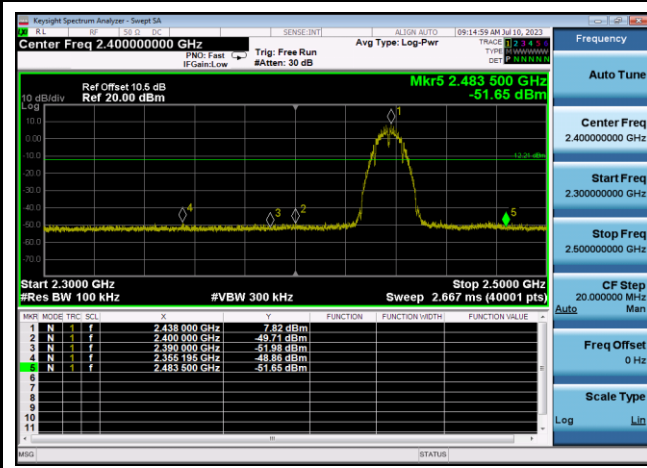 Keysight Spectrum Analyzer - Swept SA
RL RF 50 Ω DC SENSE:INT ALIGN AUTO 09:14:59 AM Jul 10, 2023
Center Freq 2.400000000 GHz
PNO: Fast
IFGain:Low
Trig: Free Run
#Atten: 30 dB
Avg Type: Log-Pwr
TRACE 1 2 3 4 5 6
TYPE MWWWWW
DET P NNNNN
Ref Offset 10.5 dB
10 dB/div Ref 20.00 dBm
Log
Mkr5 2.483 500 GHz
-51.65 dBm
10.0
0.00
-10.0
-20.0
-30.0
-40.0
-50.0
-60.0
-70.0
1
-12.21 dBm
4
3
2
5
Start 2.3000 GHz Stop 2.5000 GHz
#Res BW 100 kHz #VBW 300 kHz Sweep 2.667 ms (40001 pts)
MKR MODE TRC SCL X Y FUNCTION FUNCTION WIDTH FUNCTION VALUE
1 N 1 f 2.438 000 GHz 7.82 dBm
2 N 1 f 2.400 000 GHz -49.71 dBm
3 N 1 f 2.390 000 GHz -51.98 dBm
4 N 1 f 2.355 195 GHz -48.86 dBm
5 N 1 f 2.483 500 GHz -51.65 dBm
6
7
8
9
10
11
MSG STATUS
Frequency
Auto Tune
Center Freq
2.400000000 GHz
Start Freq
2.300000000 GHz
Stop Freq
2.500000000 GHz
CF Step
20.000000 MHz
Auto Man
Freq Offset
0 Hz
Scale Type
Log Lin